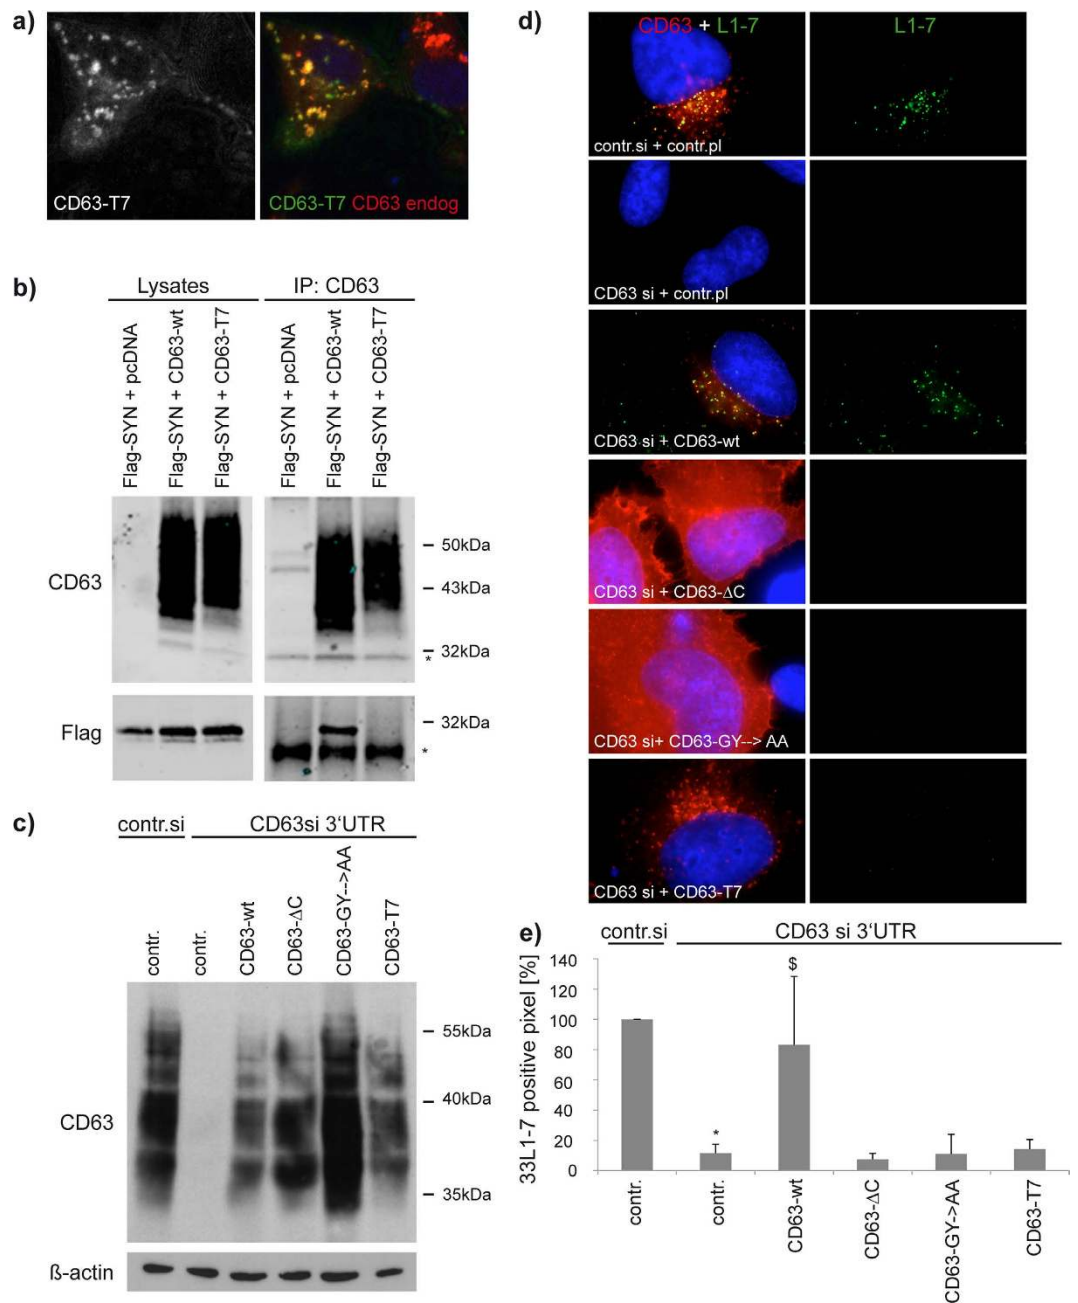 a)
CD63-T7
CD63-T7 CD63 endog
b)
Lysates
IP: CD63
Flag-SYN + pcDNA
Flag-SYN + CD63-wt
Flag-SYN + CD63-T7
Flag-SYN + pcDNA
Flag-SYN + CD63-wt
Flag-SYN + CD63-T7
CD63
50kDa
43kDa
32kDa
*
Flag
32kDa
*
c)
contr.si
CD63si 3'UTR
contr.
contr.
CD63-wt
CD63-ΔC
CD63-GY-->AA
CD63-T7
CD63
55kDa
40kDa
35kDa
ß-actin
d)
CD63 + L1-7
L1-7
contr.si + contr.pl
CD63 si + contr.pl
CD63 si + CD63-wt
CD63 si + CD63-ΔC
CD63 si+ CD63-GY--> AA
CD63 si + CD63-T7
e)
contr.si
CD63 si 3'UTR
33L1-7 positive pixel [%]
140
120
100
80
60
40
20
0
*
$
contr.
contr.
CD63-wt
CD63-ΔC
CD63-GY->AA
CD63-T7